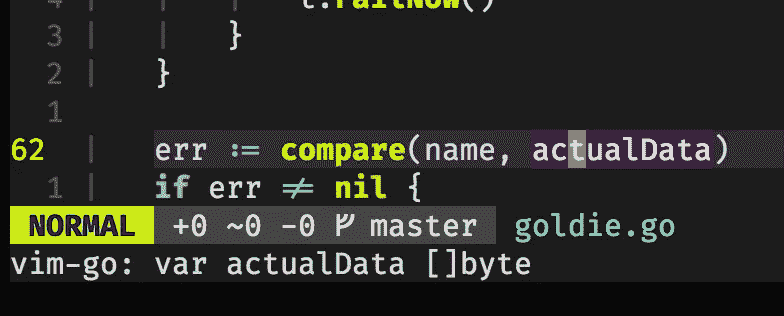 4 | | | t.FailNow()
3 | | }
2 | }
1
62 | err := compare(name, actualData)
1 | if err ≠ nil {
NORMAL +0 ~0 -0 master goldie.go
vim-go: var actualData []byte